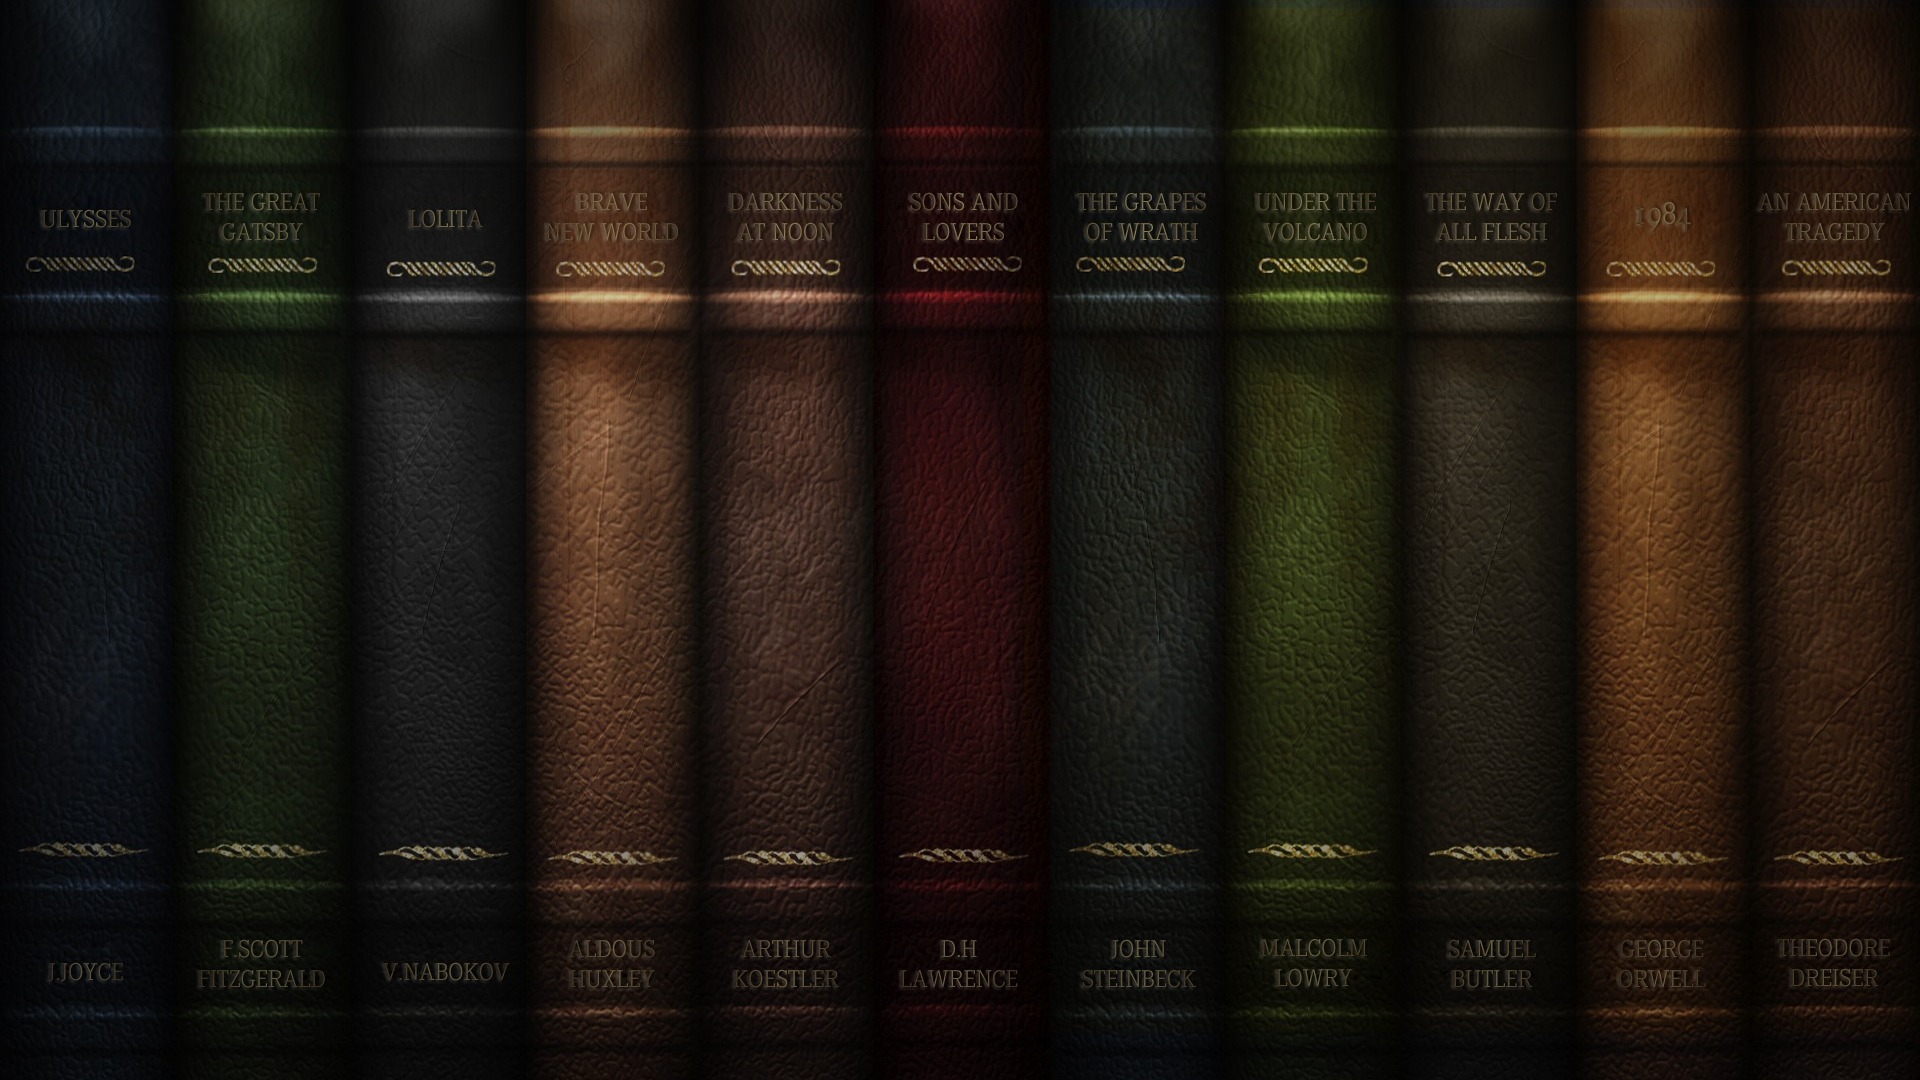 ULYSSES
THE GREAT
GATSBY
LOLITA
BRAVE
NEW WORLD
DARKNESS
AT NOON
SONS AND
LOVERS
THE GRAPES
OF WRATH
UNDER THE
VOLCANO
THE WAY OF
ALL FLESH
1984
AN AMERICAN
TRAGEDY
J.JOYCE
F.SCOTT
FITZGERALD
V.NABOKOV
ALDOUS
HUXLEY
ARTHUR
KOESTLER
D.H
LAWRENCE
JOHN
STEINBECK
MALCOLM
LOWRY
SAMUEL
BUTLER
GEORGE
ORWELL
THEODORE
DREISER